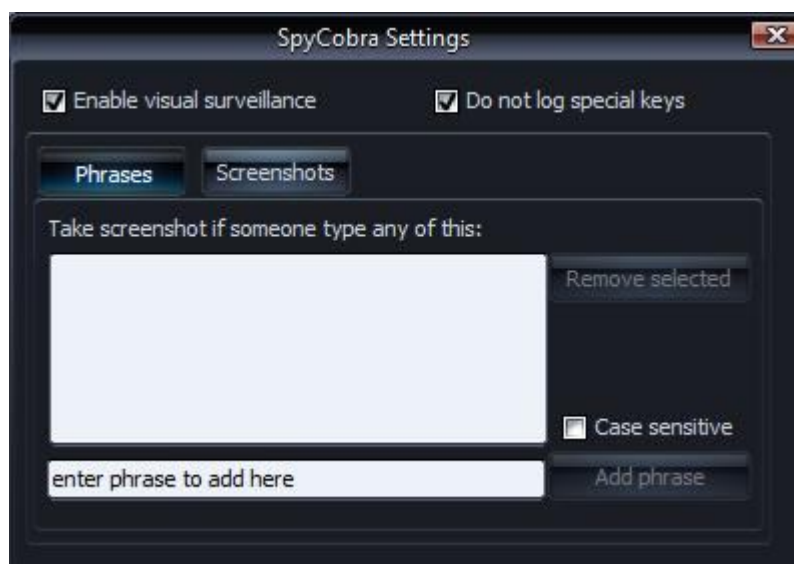 SpyCobra Settings
Enable visual surveillance Do not log special keys
Phrases Screenshots
Take screenshot if someone type any of this:
Remove selected
Case sensitive
enter phrase to add here Add phrase